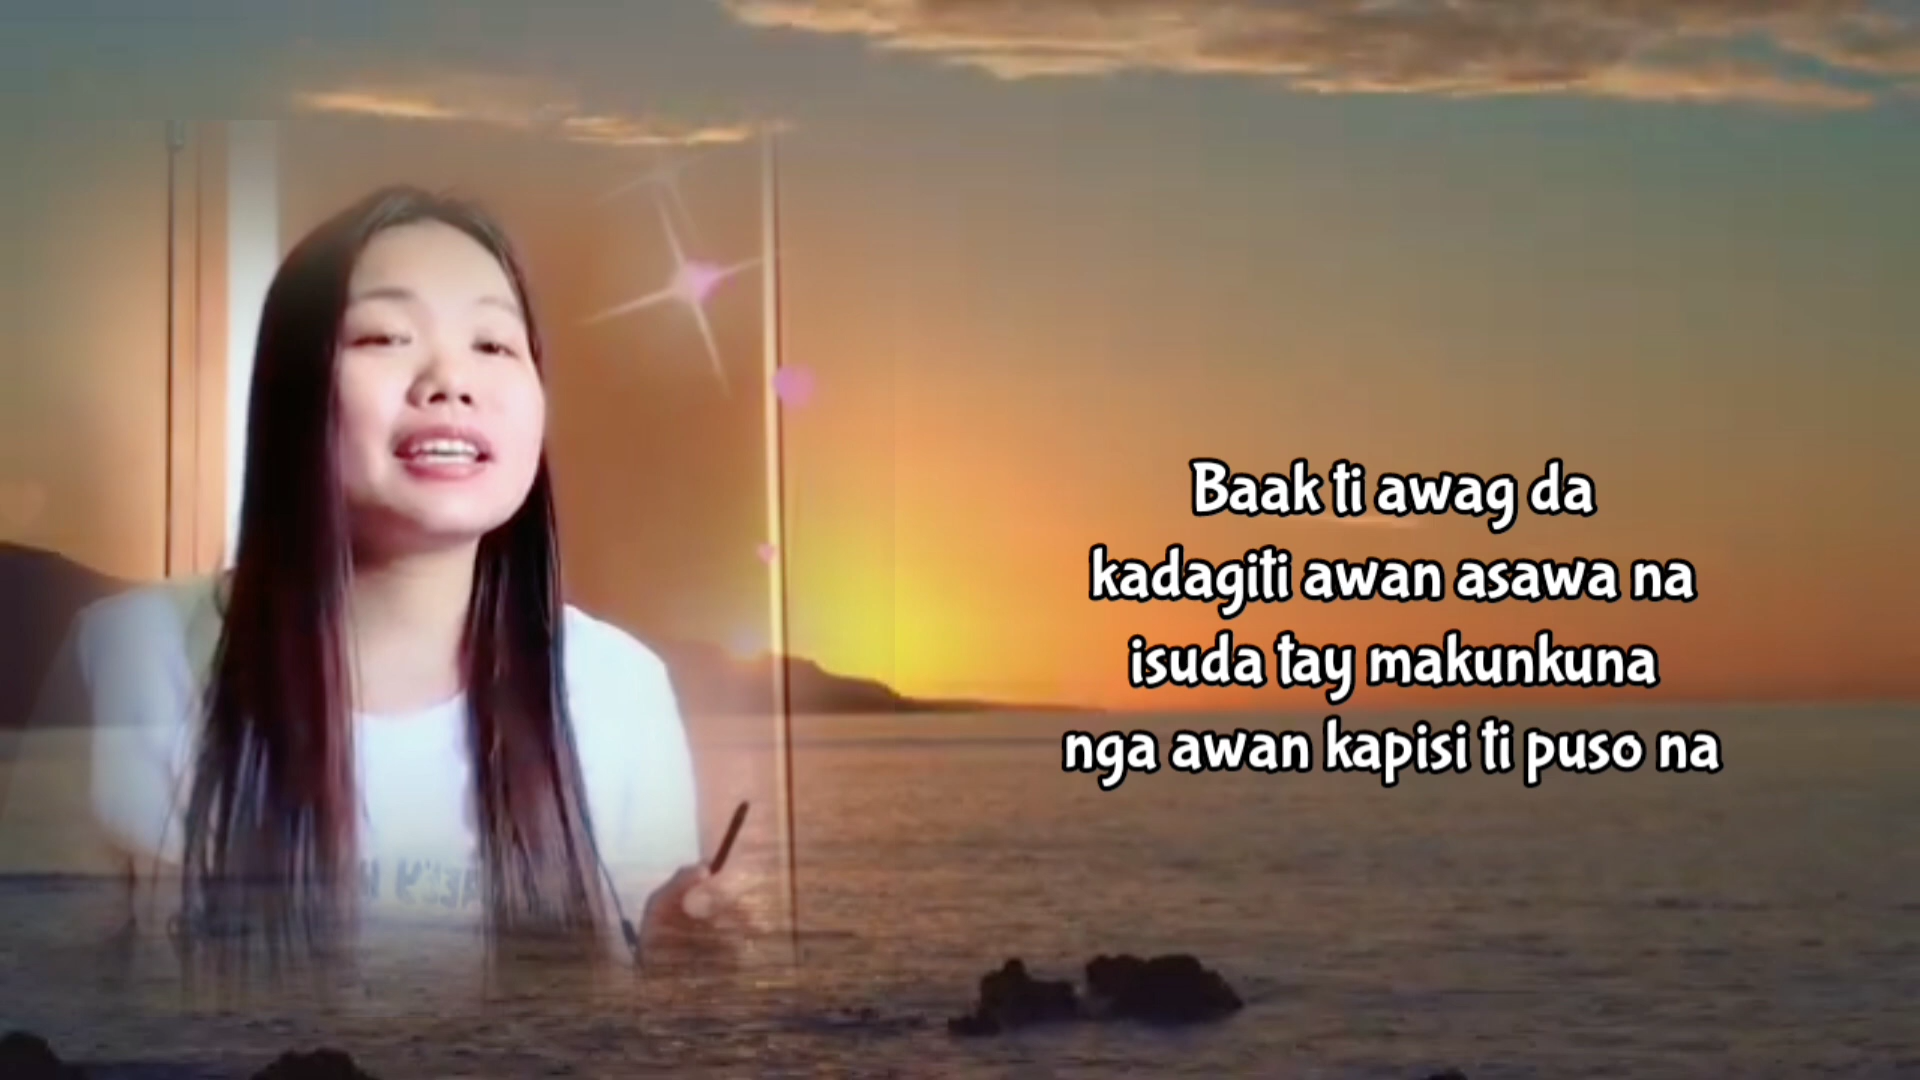 Baak ti awag da
kadagiti awan asawa na
isuda tay makunkuna
nga awan kapisi ti puso na